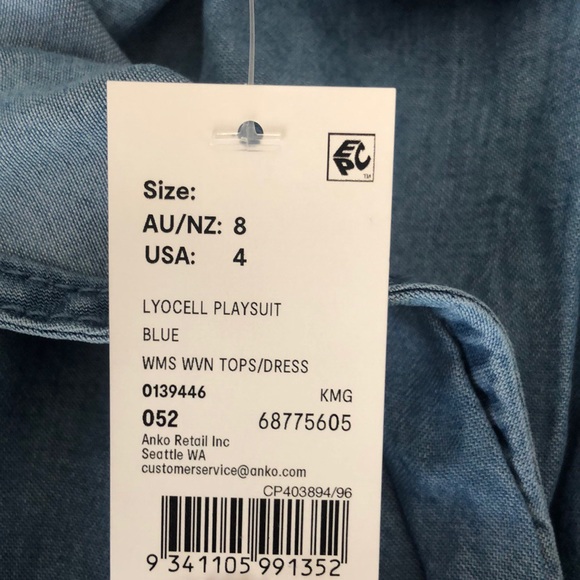 EPC™
Size:
AU/NZ: 8
USA: 4
LYOCELL PLAYSUIT
BLUE
WMS WVN TOPS/DRESS
0139446 KMG
052 68775605
Anko Retail Inc
Seattle WA
customerservice@anko.com
CP403894/96
9 341105 991352